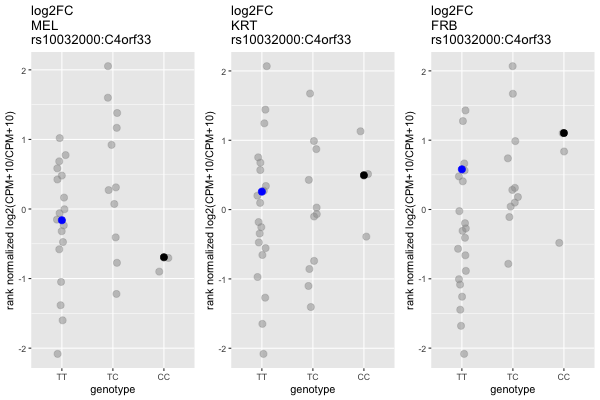 log2FC
MEL
rs10032000:C4orf33
rank normalized log2(CPM+10/CPM+10)
2
1
0
-1
-2
TT
TC
CC
genotype
log2FC
KRT
rs10032000:C4orf33
rank normalized log2(CPM+10/CPM+10)
2
1
0
-1
-2
TT
TC
CC
genotype
log2FC
FRB
rs10032000:C4orf33
rank normalized log2(CPM+10/CPM+10)
2
1
0
-1
-2
TT
TC
CC
genotype